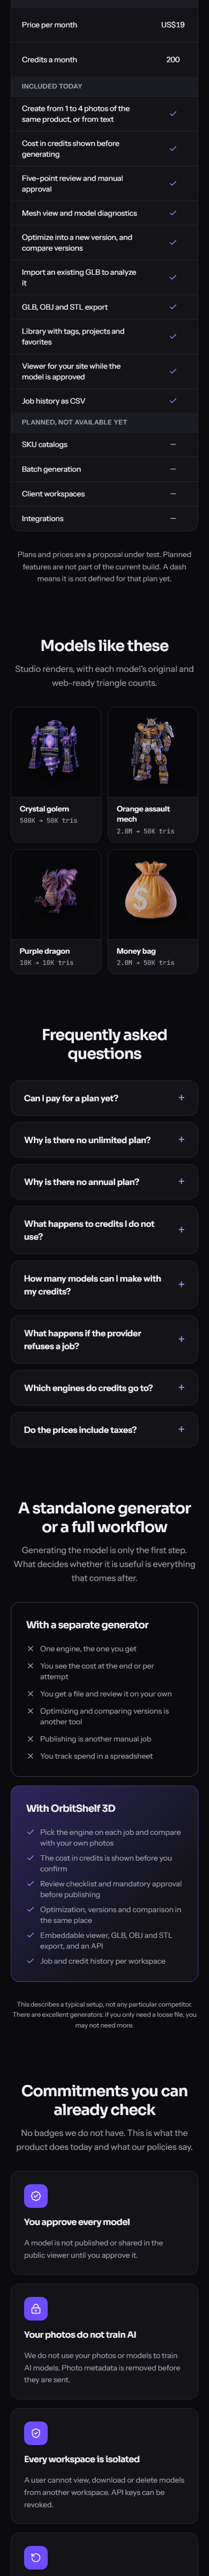 Price per month US$19
Credits a month 200
INCLUDED TODAY
Create from 1 to 4 photos of the
same product, or from text
Cost in credits shown before
generating
Five-point review and manual
approval
Mesh view and model diagnostics
Optimize into a new version, and
compare versions
Import an existing GLB to analyze
it
GLB, OBJ and STL export
Library with tags, projects and
favorites
Viewer for your site while the
model is approved
Job history as CSV
PLANNED, NOT AVAILABLE YET
SKU catalogs –
Batch generation –
Client workspaces –
Integrations –
Plans and prices are a proposal under test. Planned
features are not part of the current build. A dash
means it is not defined for that plan yet.
Models like these
Studio renders, with each model's original and
web-ready triangle counts.
Crystal golem
500K → 50K tris
Orange assault
mech
2.0M → 50K tris
Purple dragon
10K → 10K tris
Money bag
2.0M → 50K tris
Frequently asked
questions
Can I pay for a plan yet? +
Why is there no unlimited plan? +
Why is there no annual plan? +
What happens to credits I do not
use? +
How many models can I make with
my credits? +
What happens if the provider
refuses a job? +
Which engines do credits go to? +
Do the prices include taxes? +
A standalone generator
or a full workflow
Generating the model is only the first step.
What decides whether it is useful is everything
that comes after.
With a separate generator
One engine, the one you get
You see the cost at the end or per
attempt
You get a file and review it on your own
Optimizing and comparing versions is
another tool
Publishing is another manual job
You track spend in a spreadsheet
With OrbitShelf 3D
Pick the engine on each job and compare
with your own photos
The cost in credits is shown before you
confirm
Review checklist and mandatory approval
before publishing
Optimization, versions and comparison in
the same place
Embeddable viewer, GLB, OBJ and STL
export, and an API
Job and credit history per workspace
This describes a typical setup, not any particular competitor.
There are excellent generators: if you only need a loose file, you
may not need more.
Commitments you can
already check
No badges we do not have. This is what the
product does today and what our policies say.
You approve every model
A model is not published or shared in the
public viewer until you approve it.
Your photos do not train AI
We do not use your photos or models to train
AI models. Photo metadata is removed before
they are sent.
Every workspace is isolated
A user cannot view, download or delete models
from another workspace. API keys can be
revoked.